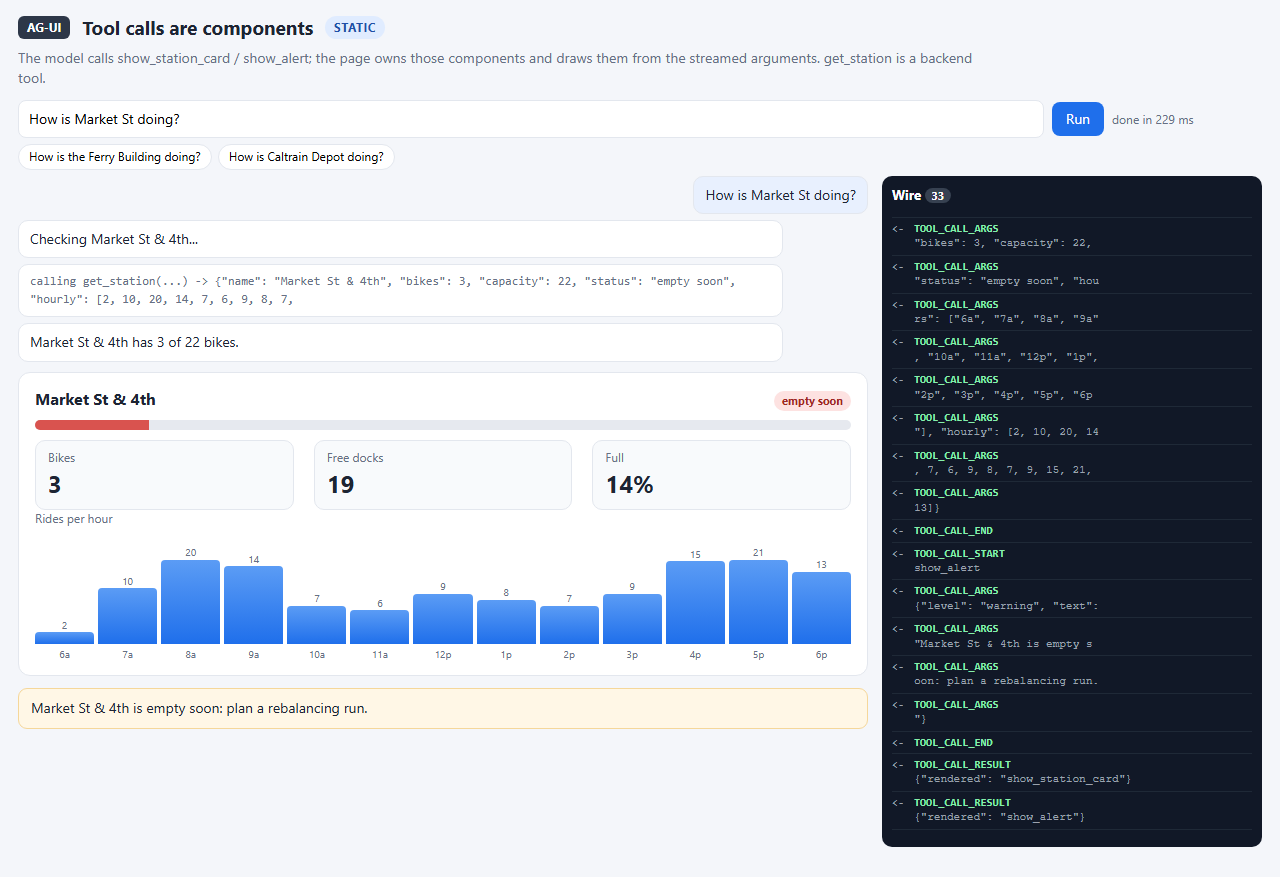 AG-UI Tool calls are components STATIC
The model calls show_station_card / show_alert; the page owns those components and draws them from the streamed arguments. get_station is a backend
tool.
How is Market St doing?
Run
done in 229 ms
How is the Ferry Building doing?
How is Caltrain Depot doing?
How is Market St doing?
Checking Market St & 4th...
calling get_station(...) -> {"name": "Market St & 4th", "bikes": 3, "capacity": 22, "status": "empty soon",
"hourly": [2, 10, 20, 14, 7, 6, 9, 8, 7,
Market St & 4th has 3 of 22 bikes.
Market St & 4th
empty soon
Bikes
3
Free docks
19
Full
14%
Rides per hour
2 10 20 14 7 6 9 8 7 9 15 21 13
6a 7a 8a 9a 10a 11a 12p 1p 2p 3p 4p 5p 6p
Market St & 4th is empty soon: plan a rebalancing run.
Wire 33
<- TOOL_CALL_ARGS
"bikes": 3, "capacity": 22,
<- TOOL_CALL_ARGS
"status": "empty soon", "hou
<- TOOL_CALL_ARGS
rs": ["6a", "7a", "8a", "9a"
<- TOOL_CALL_ARGS
, "10a", "11a", "12p", "1p",
<- TOOL_CALL_ARGS
"2p", "3p", "4p", "5p", "6p
<- TOOL_CALL_ARGS
"], "hourly": [2, 10, 20, 14
<- TOOL_CALL_ARGS
, 7, 6, 9, 8, 7, 9, 15, 21,
<- TOOL_CALL_ARGS
13]}
<- TOOL_CALL_END
<- TOOL_CALL_START
show_alert
<- TOOL_CALL_ARGS
{"level": "warning", "text":
<- TOOL_CALL_ARGS
"Market St & 4th is empty s
<- TOOL_CALL_ARGS
oon: plan a rebalancing run.
<- TOOL_CALL_ARGS
"}
<- TOOL_CALL_END
<- TOOL_CALL_RESULT
{"rendered": "show_station_card"}
<- TOOL_CALL_RESULT
{"rendered": "show_alert"}